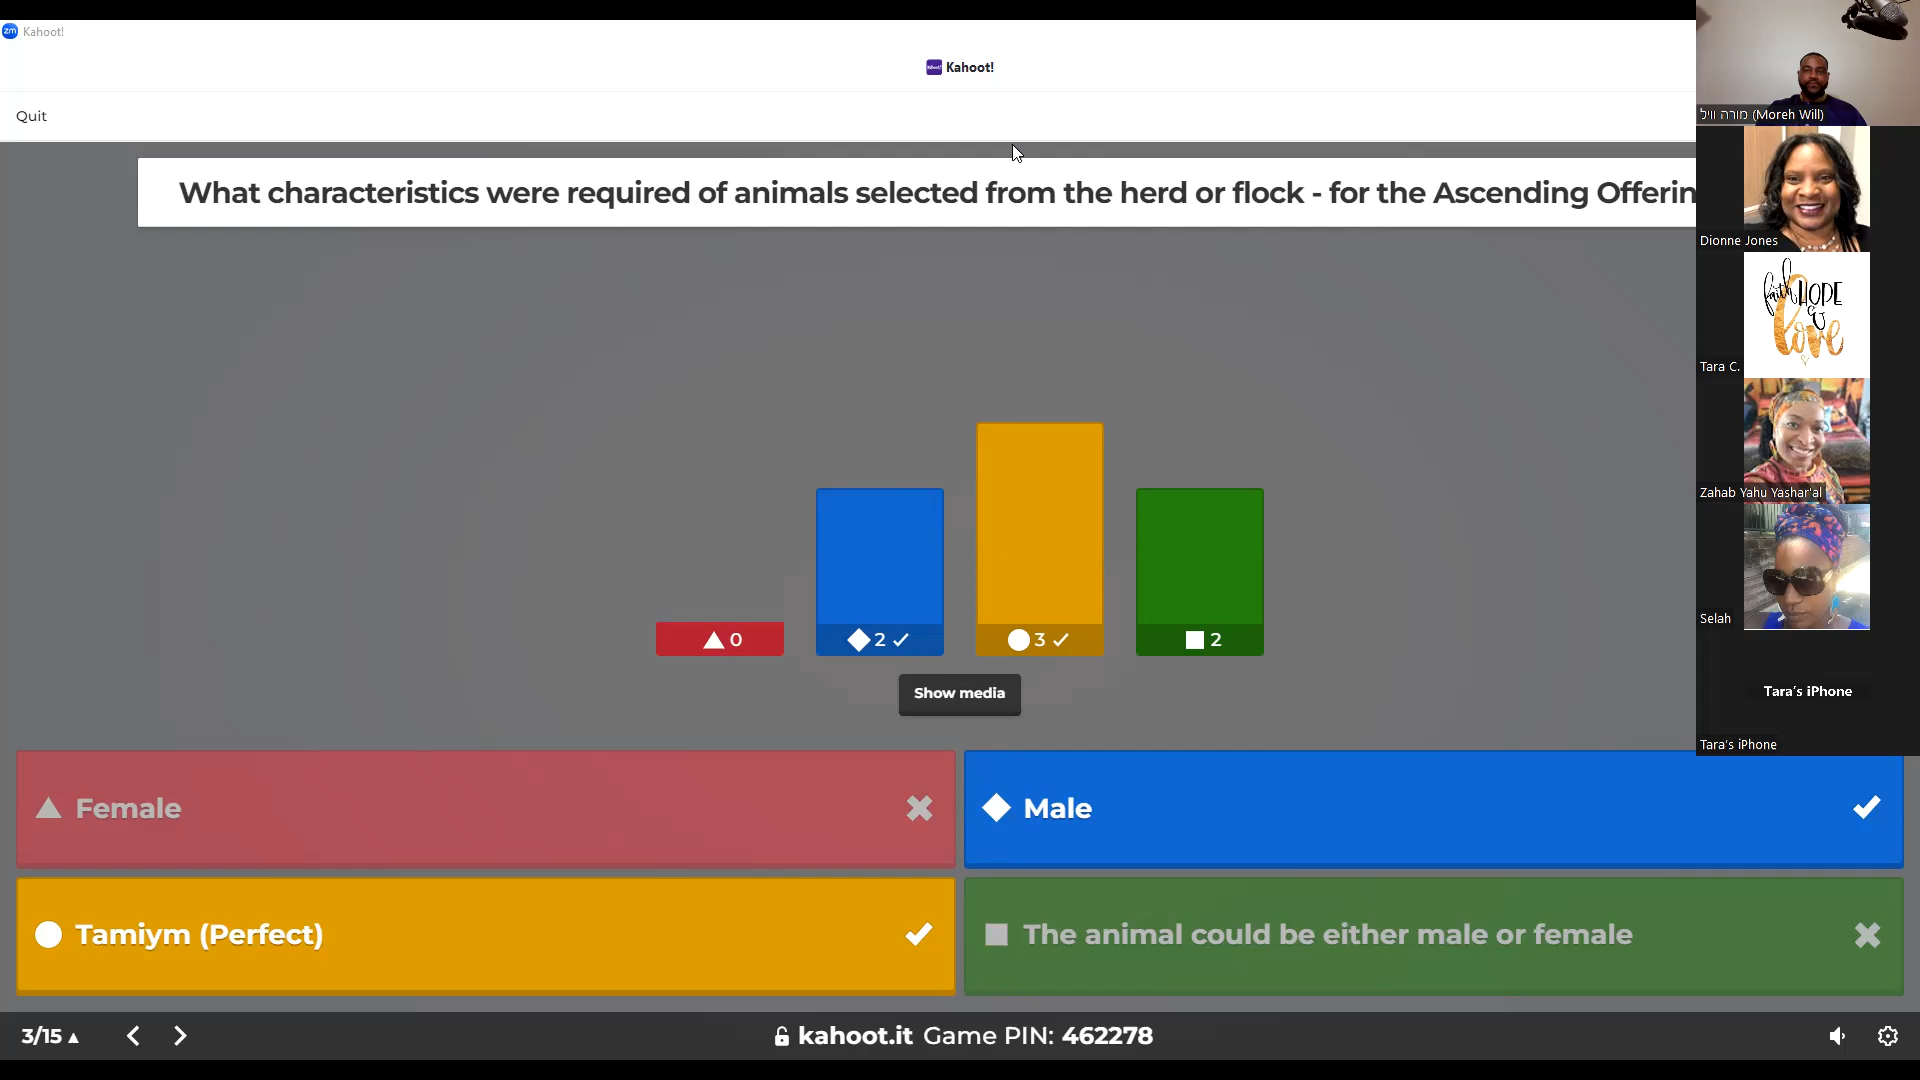 Kahoot!
Kahoot!
Quit
What characteristics were required of animals selected from the herd or flock - for the Ascending Offerin
0
2
3
2
Show media
Female
Male
Tamiym (Perfect)
The animal could be either male or female
3/15
kahoot.it Game PIN: 462278
מורה וויל (Moreh Will)
Dionne Jones
faith HOPE & love
Tara C.
Zahab Yahu Yashar'al
Selah
Tara's iPhone
Tara's iPhone